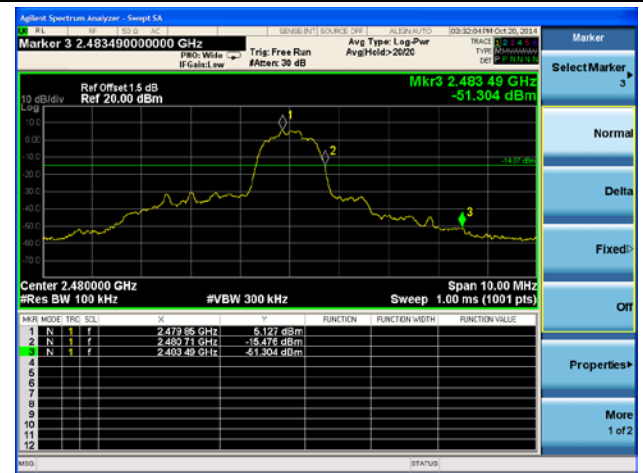 Agilent Spectrum Analyzer - Swept SA
RL RF 50 Ω AC SENSE:INT SOURCE OFF ALIGN AUTO 03:32:04 PM Oct 20, 2014
Marker 3 2.483490000000 GHz
PNO: Wide
IFGain:Low
Trig: Free Run
#Atten: 30 dB
Avg Type: Log-Pwr
Avg|Hold:>20/20
TRACE 1 2 3 4 5 6
TYPE
DET P P N N N N
Ref Offset 1.5 dB
10 dB/div Ref 20.00 dBm
Log
Mkr3 2.483 49 GHz
-51.304 dBm
10.0
0.00
-10.0
-20.0
-30.0
-40.0
-50.0
-60.0
-70.0
1
2
3
-14.87 dBm
Center 2.480000 GHz Span 10.00 MHz
#Res BW 100 kHz #VBW 300 kHz Sweep 1.00 ms (1001 pts)
MKR MODE TRC SCL X Y FUNCTION FUNCTION WIDTH FUNCTION VALUE
1 N 1 f 2.479 85 GHz 5.127 dBm
2 N 1 f 2.480 71 GHz -15.476 dBm
3 N 1 f 2.403 49 GHz -51.304 dBm
4
5
6
7
8
9
10
11
12
MSG STATUS
Marker
Select Marker
3
Normal
Delta
Fixed
Off
Properties
More
1 of 2